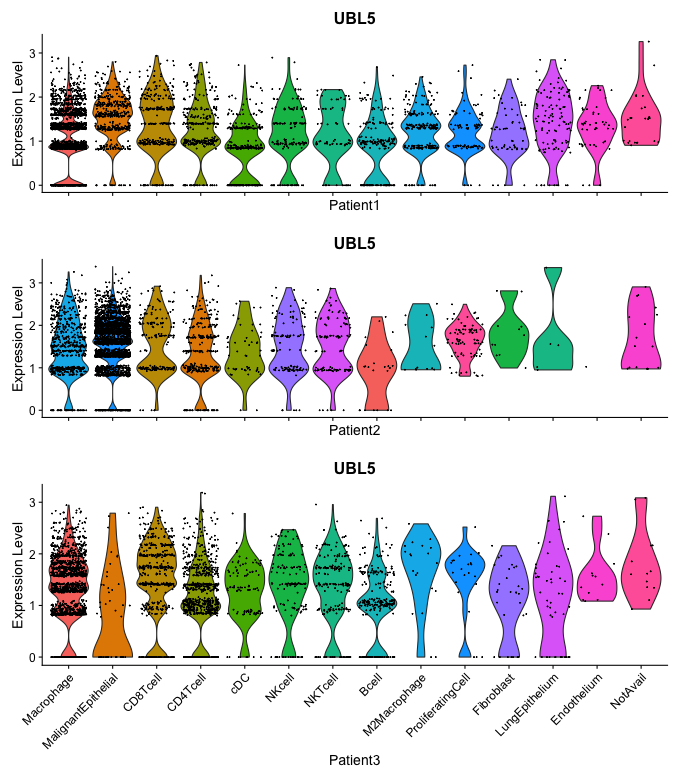 UBL5
Expression Level
3
2
1
0
Patient1
UBL5
Expression Level
3
2
1
0
Patient2
UBL5
Expression Level
3
2
1
0
Macrophage
MalignantEpithelial
CD8Tcell
CD4Tcell
cDC
NKcell
NKTcell
Bcell
M2Macrophage
ProliferatingCell
Fibroblast
LungEpithelium
Endothelium
NotAvail
Patient3